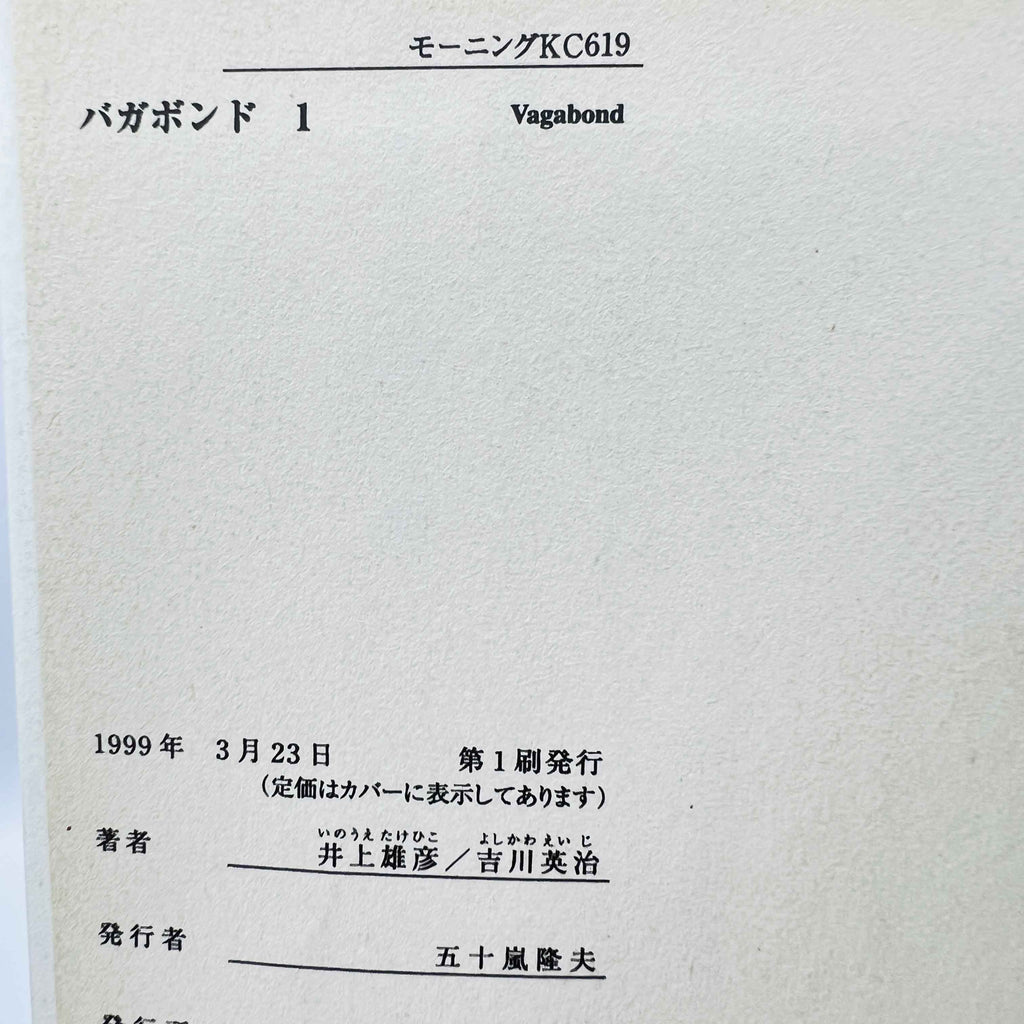 モーニングKC619
バガボンド 1 Vagabond
1999年 3月23日 第1刷発行
(定価はカバーに表示してあります)
いのうえたけひこ よしかわえいじ
著者 井上雄彦/吉川英治
発行者 五十嵐隆夫